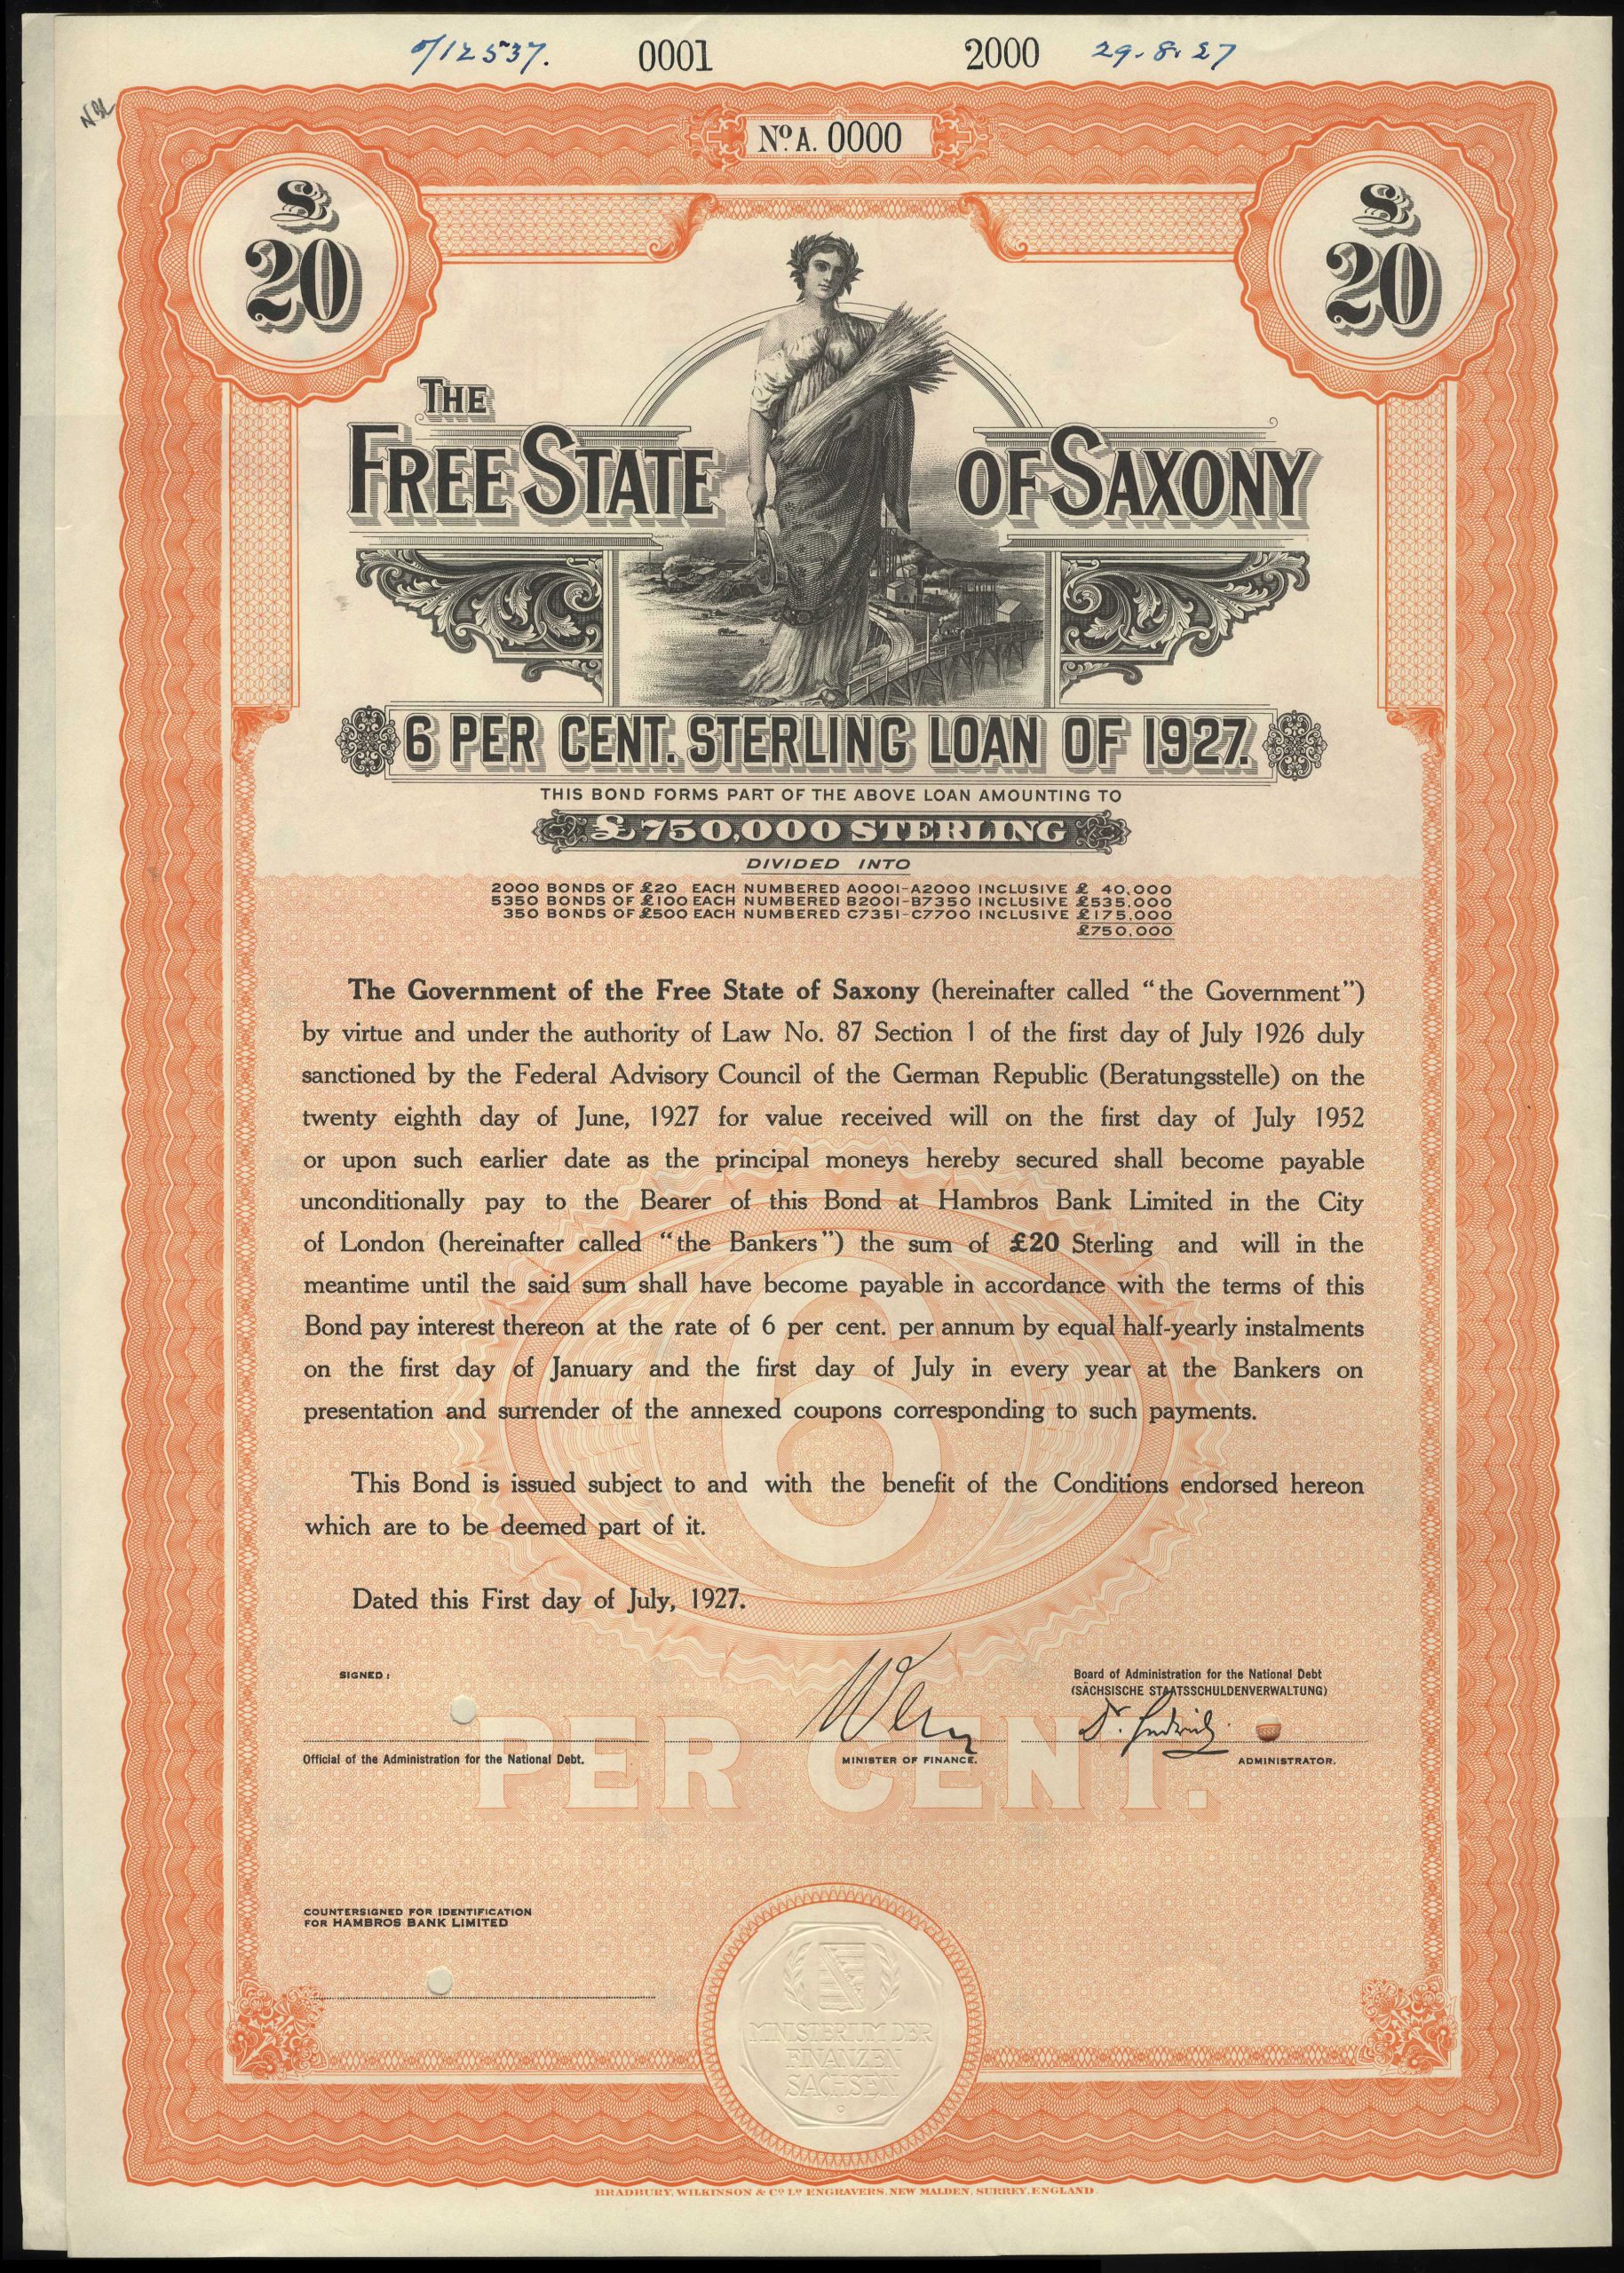 0/12537. 0001 2000 29.8.27
Nº A. 0000
£ 20
£ 20
THE
FREE STATE OF SAXONY
6 PER CENT. STERLING LOAN OF 1927.
THIS BOND FORMS PART OF THE ABOVE LOAN AMOUNTING TO
£750,000 STERLING
DIVIDED INTO
2000 BONDS OF £20 EACH NUMBERED A0001-A2000 INCLUSIVE £ 40,000
5350 BONDS OF £100 EACH NUMBERED B2001-B7350 INCLUSIVE £535,000
350 BONDS OF £500 EACH NUMBERED C7351-C7700 INCLUSIVE £175,000
£750,000
The Government of the Free State of Saxony (hereinafter called “the Government”)
by virtue and under the authority of Law No. 87 Section 1 of the first day of July 1926 duly
sanctioned by the Federal Advisory Council of the German Republic (Beratungsstelle) on the
twenty eighth day of June, 1927 for value received will on the first day of July 1952
or upon such earlier date as the principal moneys hereby secured shall become payable
unconditionally pay to the Bearer of this Bond at Hambros Bank Limited in the City
of London (hereinafter called “the Bankers”) the sum of £20 Sterling and will in the
meantime until the said sum shall have become payable in accordance with the terms of this
Bond pay interest thereon at the rate of 6 per cent. per annum by equal half-yearly instalments
on the first day of January and the first day of July in every year at the Bankers on
presentation and surrender of the annexed coupons corresponding to such payments.
This Bond is issued subject to and with the benefit of the Conditions endorsed hereon
which are to be deemed part of it.
Dated this First day of July, 1927.
6
PER CENT.
SIGNED:
Board of Administration for the National Debt
(SÄCHSISCHE STAATSSCHULDENVERWALTUNG)
Official of the Administration for the National Debt.
MINISTER OF FINANCE.
ADMINISTRATOR.
COUNTERSIGNED FOR IDENTIFICATION
FOR HAMBROS BANK LIMITED
MINISTERIUM DER
FINANZEN
SACHSEN
BRADBURY, WILKINSON & Cº Lº ENGRAVERS, NEW MALDEN, SURREY, ENGLAND.